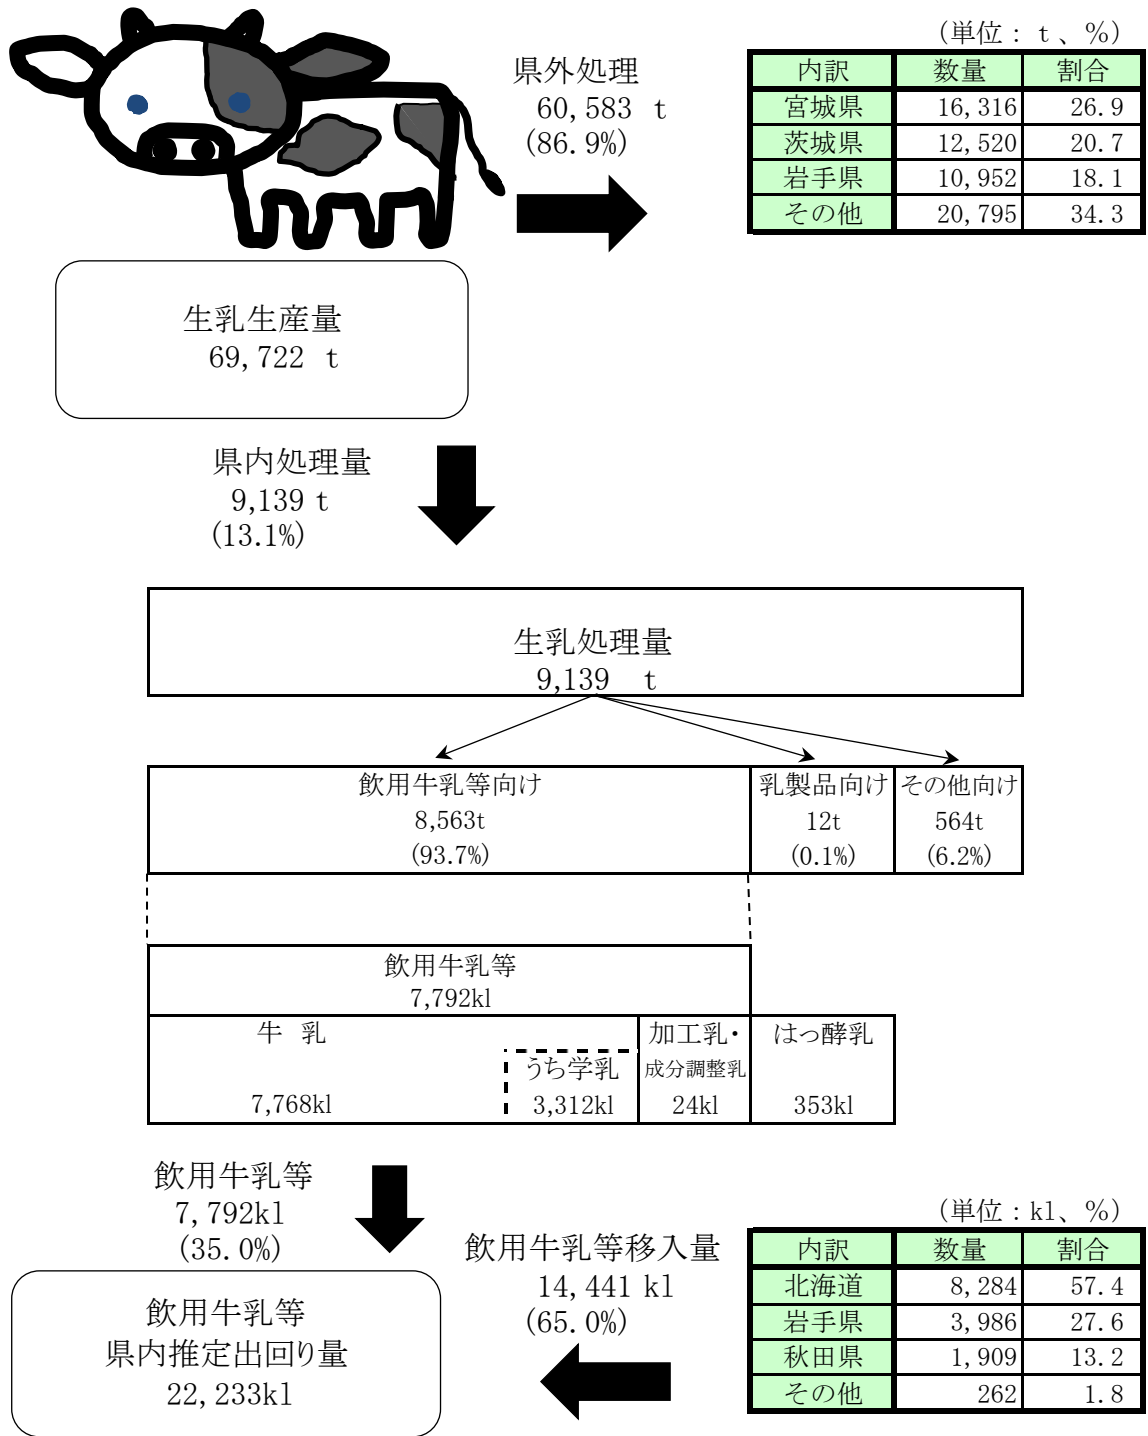 （単位：t、％）
県外処理
60,583 t
(86.9%)
内訳 数量 割合
宮城県 16,316 26.9
茨城県 12,520 20.7
岩手県 10,952 18.1
その他 20,795 34.3
生乳生産量
69,722 t
県内処理量
9,139 t
(13.1%)
生乳処理量
9,139 t
飲用牛乳等向け 乳製品向け その他向け
8,563t 12t 564t
(93.7%) (0.1%) (6.2%)
飲用牛乳等
7,792kl
牛 乳 加工乳・ はっ酵乳
うち学乳 成分調整乳
7,768kl 3,312kl 24kl 353kl
飲用牛乳等
7,792kl
(35.0%)
飲用牛乳等移入量
14,441 kl
(65.0%)
（単位：kl、％）
内訳 数量 割合
北海道 8,284 57.4
岩手県 3,986 27.6
秋田県 1,909 13.2
その他 262 1.8
飲用牛乳等
県内推定出回り量
22,233kl